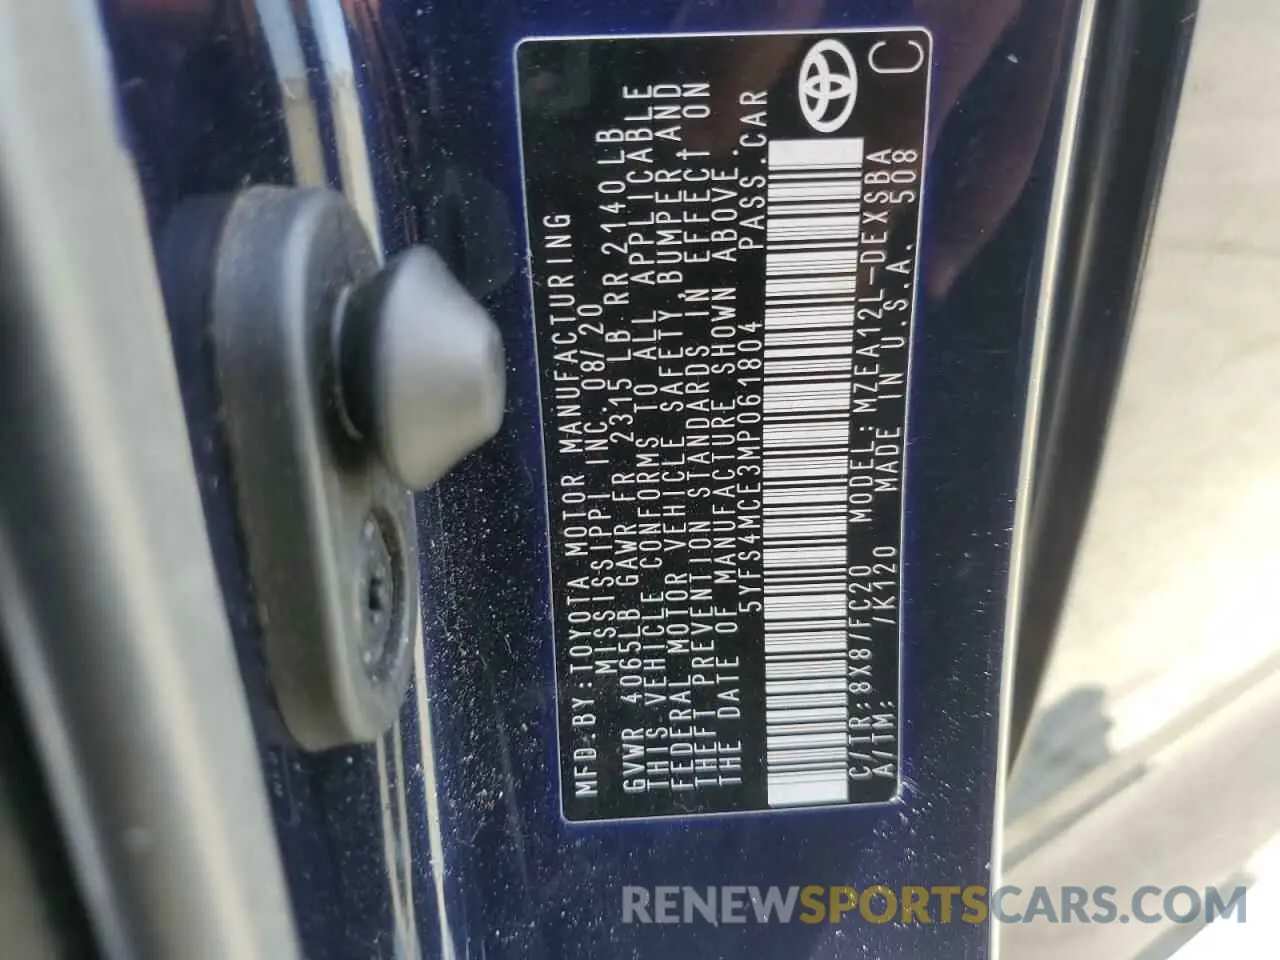 MFD.BY:TOYOTA MOTOR MANUFACTURING
MISSISSIPPI INC. 08/20
GVWR 4065LB GAWR FR 2315 LB RR 2140LB
THIS VEHICLE CONFORMS TO ALL APPLICABLE
FEDERAL MOTOR VEHICLE SAFETY, BUMPER AND
THEFT PREVENTION STANDARDS IN EFFECT ON
THE DATE OF MANUFACTURE SHOWN ABOVE.
5YFS4MCE3MP061804 PASS.CAR
C/TR:8X8/FC20 MODEL:MZEA12L-DEXSBA
A/TM: /K120 MADE IN U.S.A. 508
C
RENEWSPORTSCARS.COM